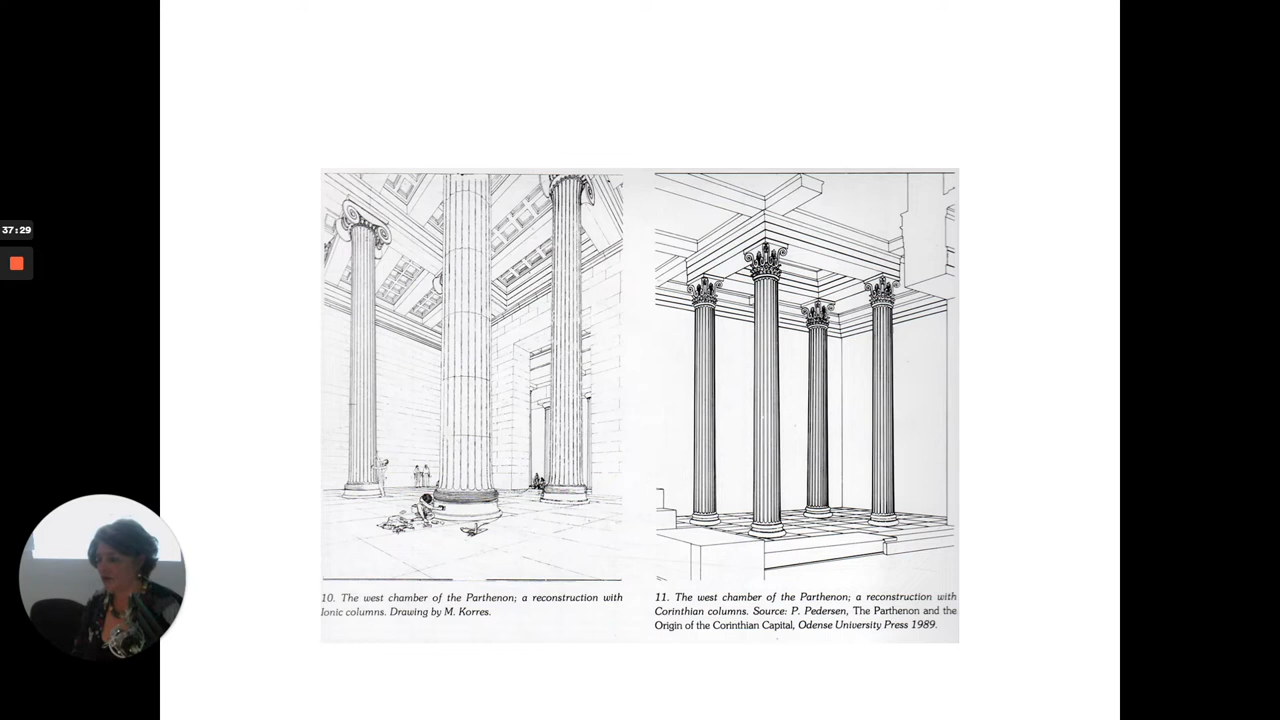 37:29
10. The west chamber of the Parthenon; a reconstruction with
Ionic columns. Drawing by M. Korres.
11. The west chamber of the Parthenon; a reconstruction with
Corinthian columns. Source: P. Pedersen, The Parthenon and the
Origin of the Corinthian Capital, Odense University Press 1989.